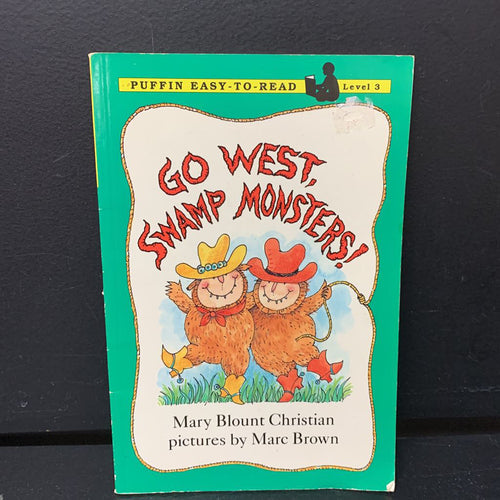 PUFFIN EASY-TO-READ Level 3
GO WEST,
SWAMP MONSTERS!
Mary Blount Christian
pictures by Marc Brown